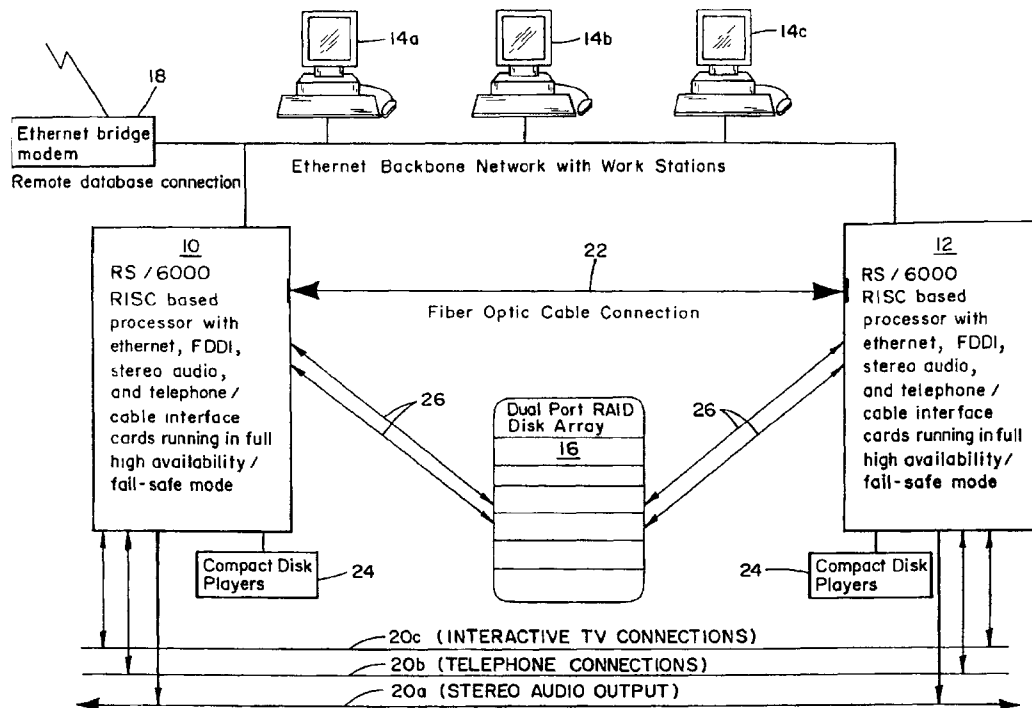 14a
14b
14c
18
Ethernet bridge
modem
Remote database connection
Ethernet Backbone Network with Work Stations
10
RS / 6000
RISC based
processor with
ethernet, FDDI,
stereo audio,
and telephone /
cable interface
cards running in full
high availability /
fail-safe mode
22
Fiber Optic Cable Connection
12
RS / 6000
RISC based
processor with
ethernet, FDDI,
stereo audio,
and telephone /
cable interface
cards running in full
high availability /
fail-safe mode
26
Dual Port RAID
Disk Array
16
26
Compact Disk
Players
24
24
Compact Disk
Players
20c (INTERACTIVE TV CONNECTIONS)
20b (TELEPHONE CONNECTIONS)
20a (STEREO AUDIO OUTPUT)